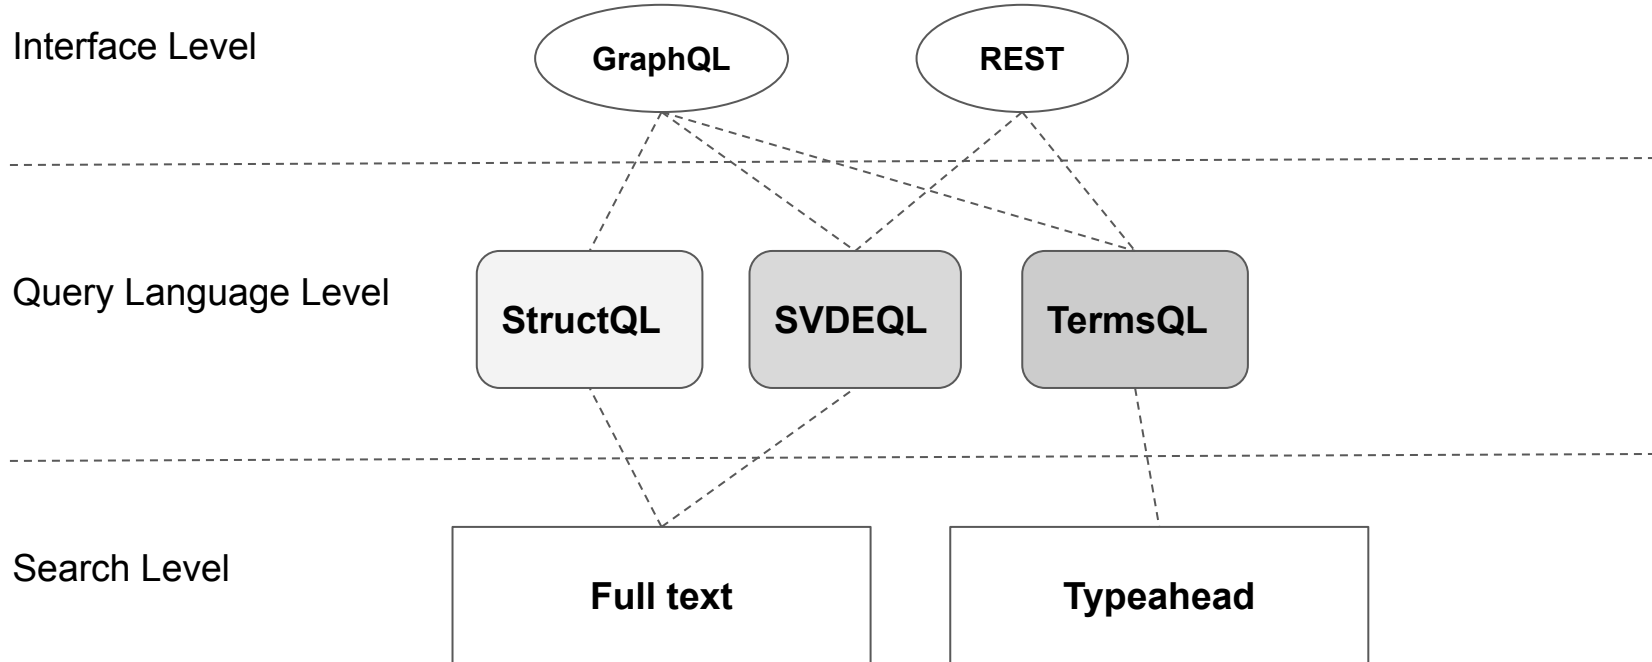 Interface Level
GraphQL
REST
Query Language Level
StructQL
SVDEQL
TermsQL
Search Level
Full text
Typeahead